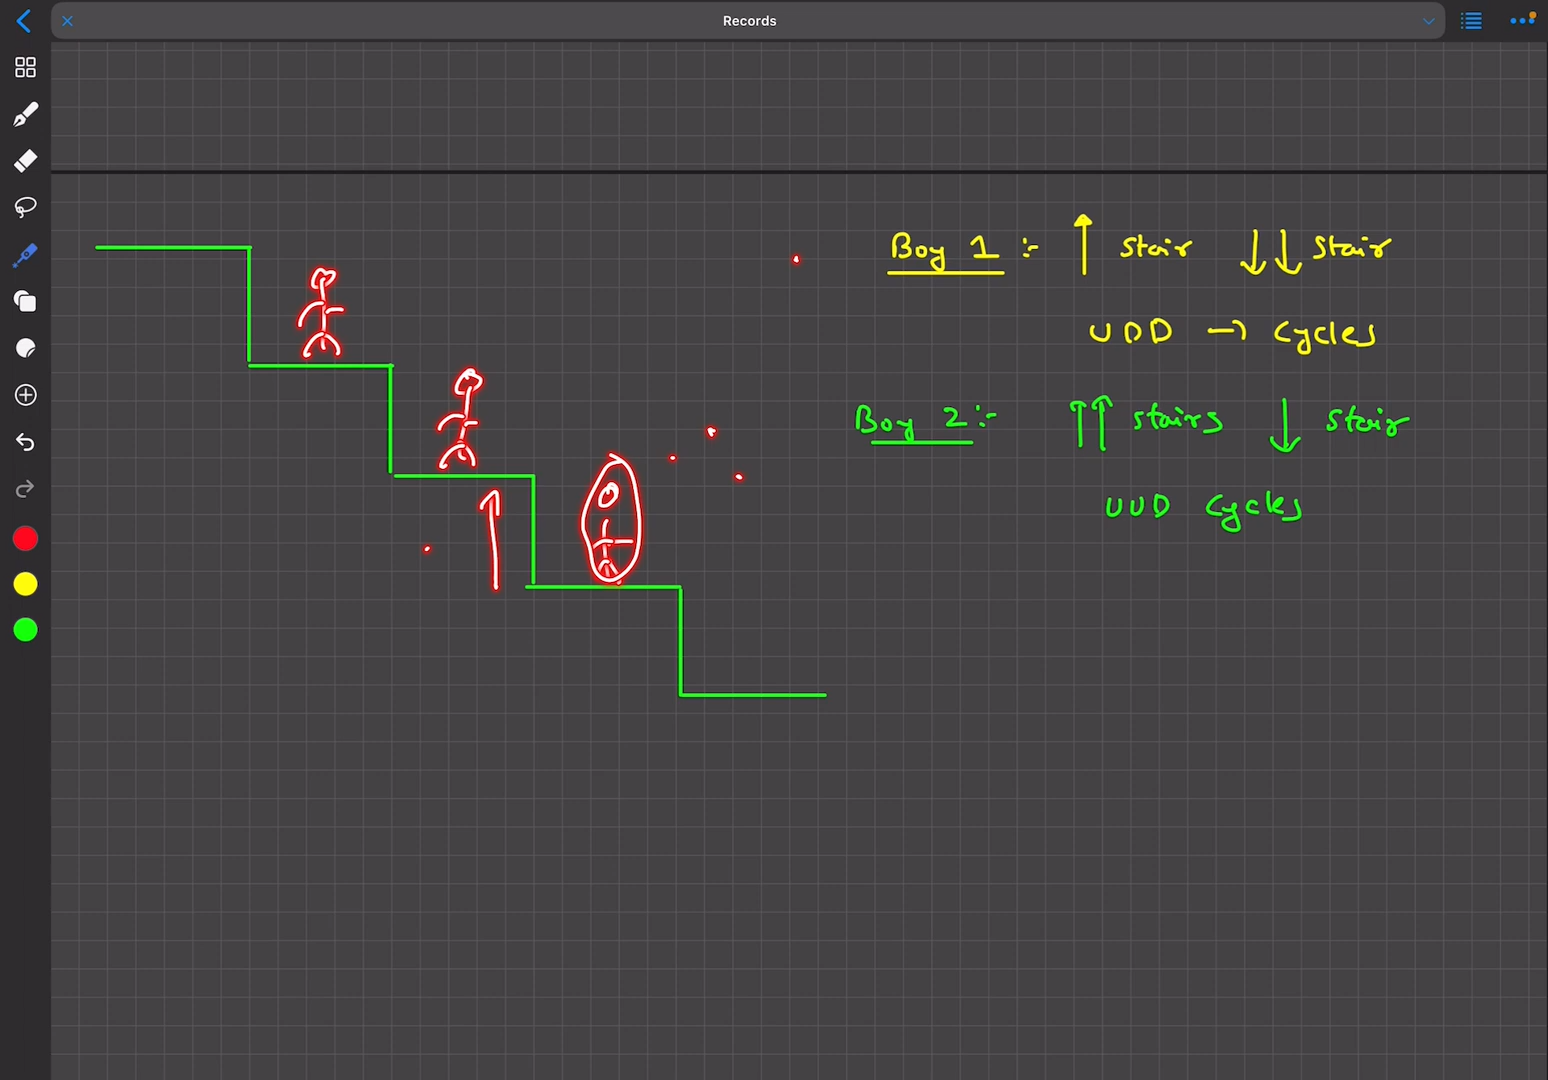 Records
Boy 1 :- ↑ Stair ↓↓ Stair
UDD → Cycles
Boy 2 :- ↑↑ Stairs ↓ Stair
UUD Cycles